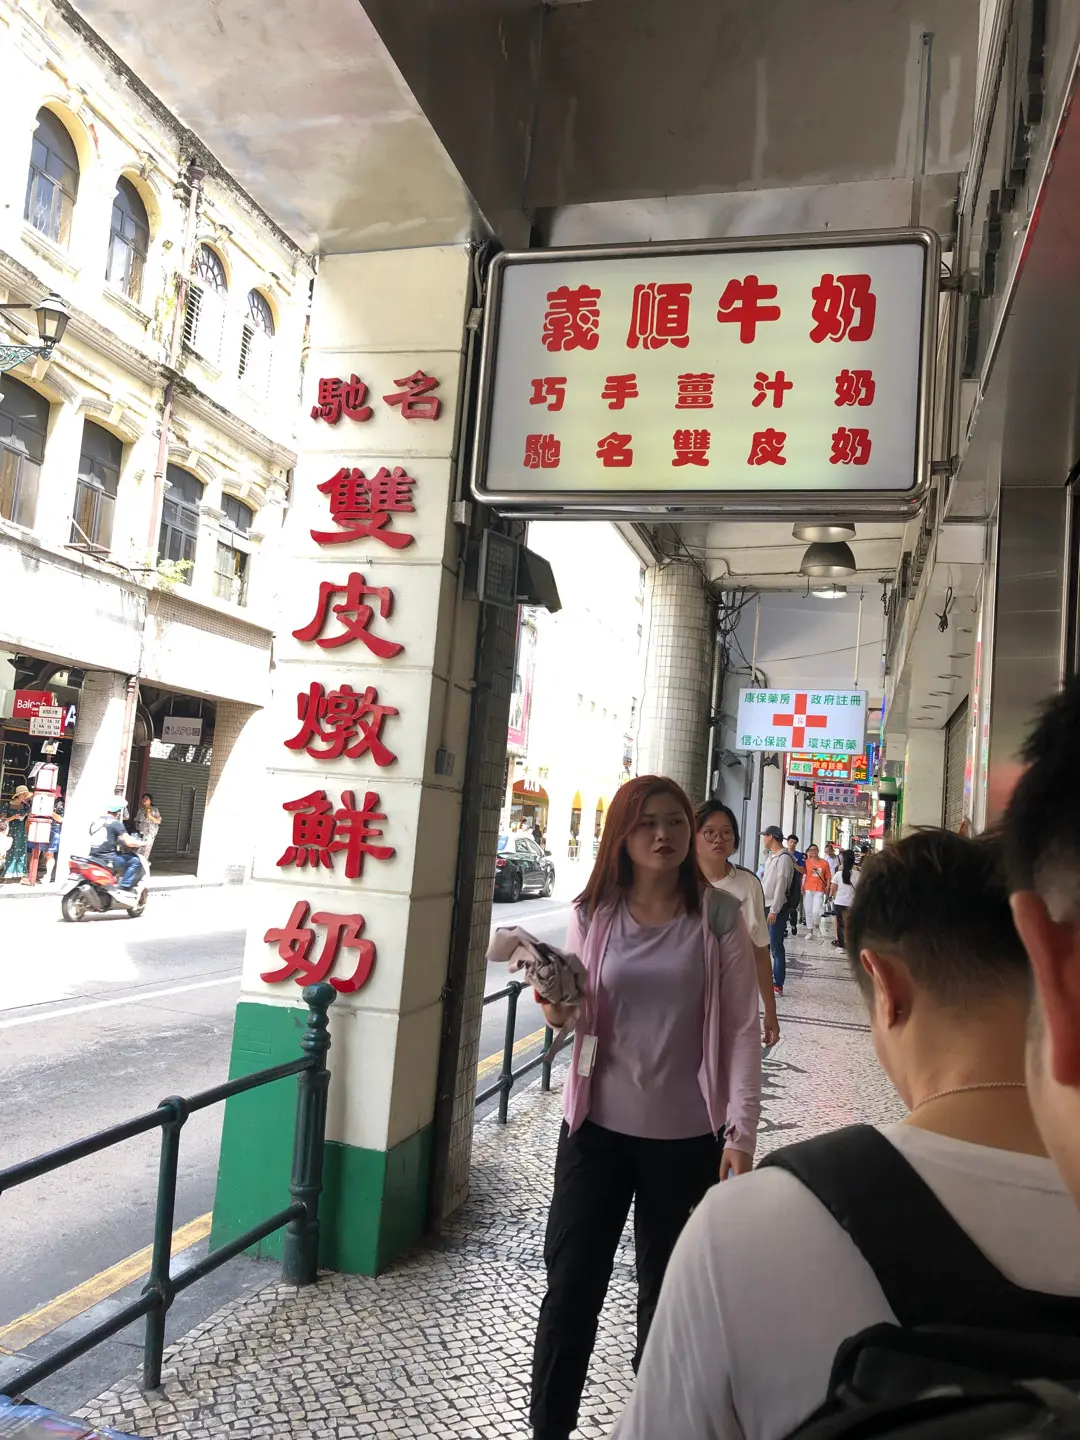 義順牛奶
巧手薑汁奶
馳名雙皮奶
馳名
雙
皮
燉
鮮
奶
康保藥房 政府註冊
信心保證 環球西藥